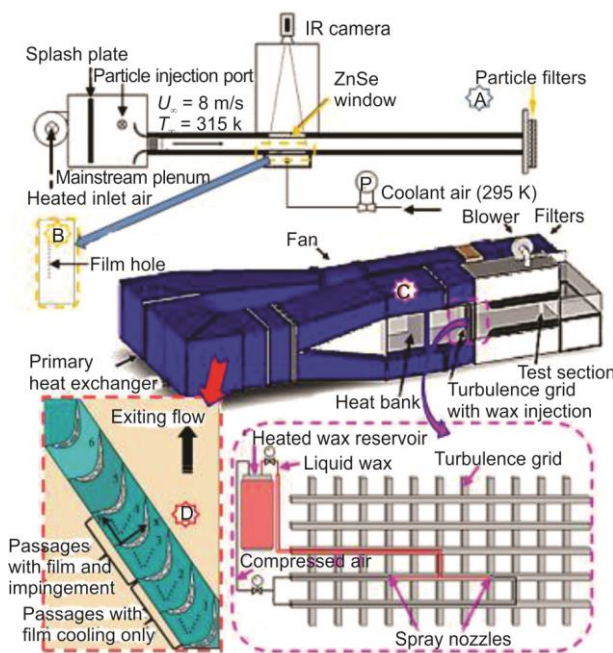 IR camera
Splash plate
Particle injection port
ZnSe
window
Particle filters
U∞ = 8 m/s
T∞ = 315 k
A
Mainstream plenum
Heated inlet air
P
Coolant air (295 K)
B
Film hole
Blower
Filters
Fan
C
Primary
heat exchanger
Heat bank
Test section
Turbulence grid
with wax injection
Exiting flow
D
6
Passages
with film and
impingement
Passages with
film cooling only
Heated wax reservoir
Liquid wax
Turbulence grid
Compressed air
Spray nozzles